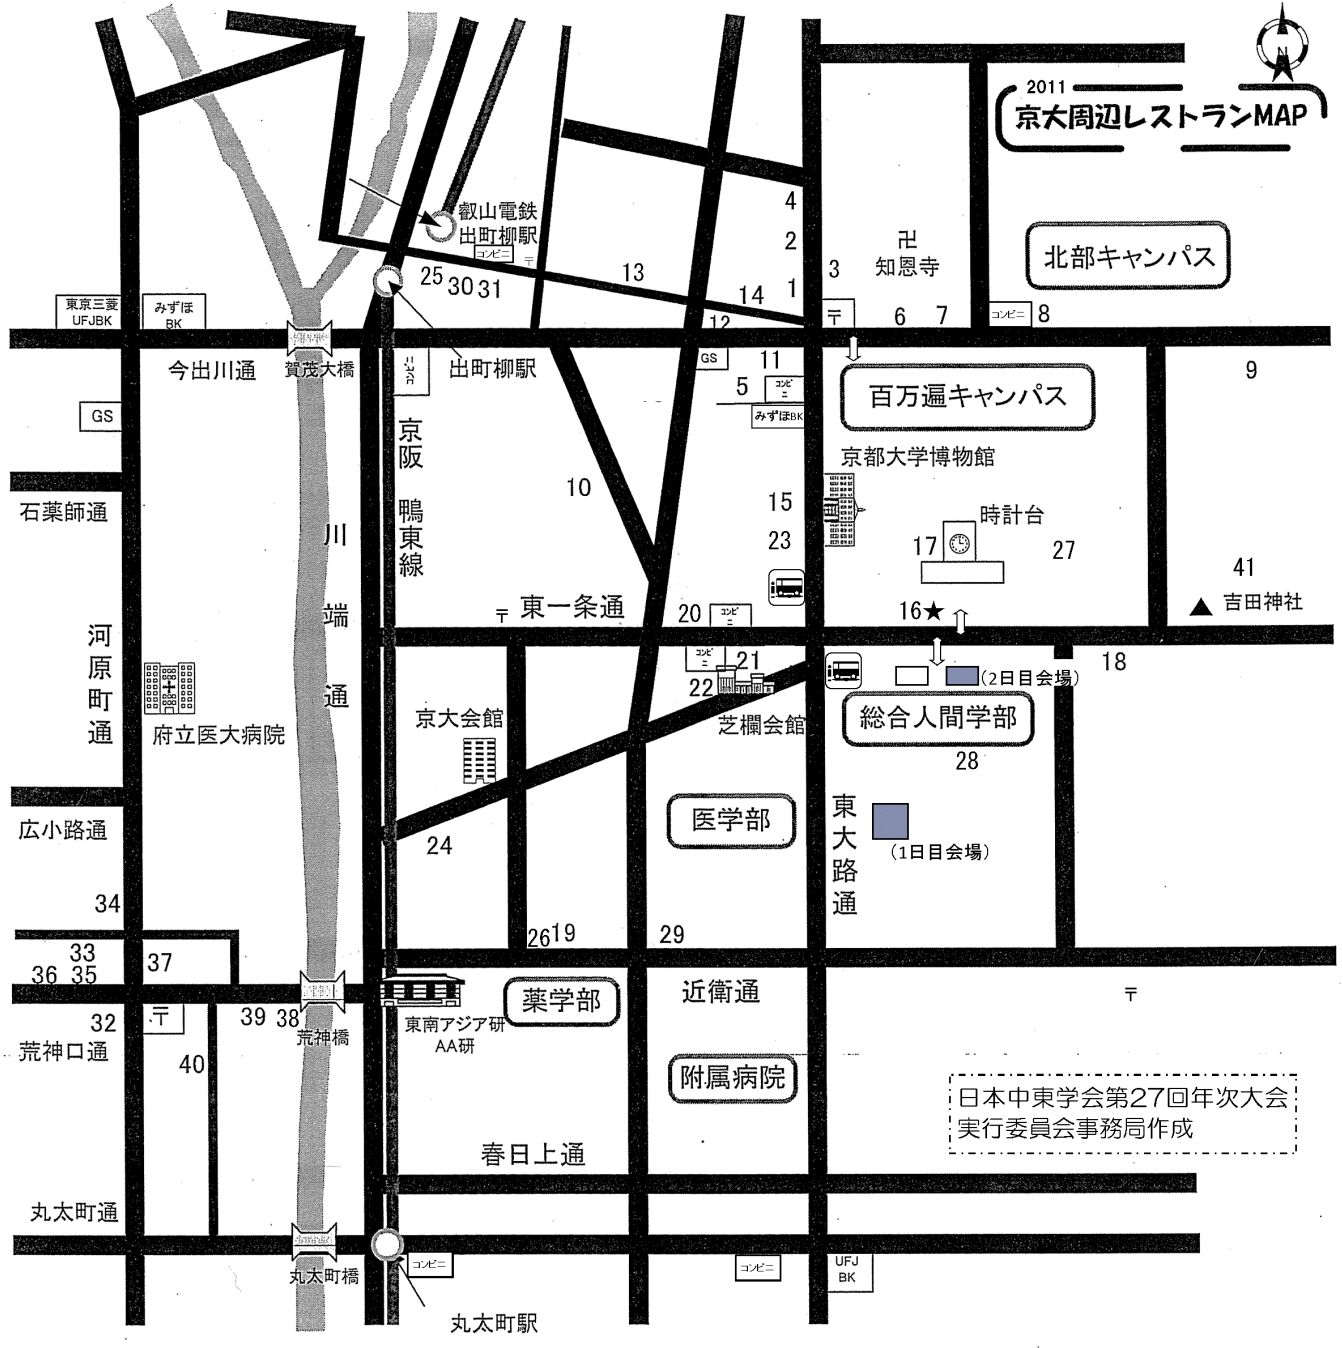 N
2011
京大周辺レストランMAP
叡山電鉄
出町柳駅
コンビニ
〒
4
2
1
3
卍
知恩寺
北部キャンパス
25
30
31
13
14
12
東京三菱
UFJBK
みずほ
BK
〒
6
7
コンビニ
8
今出川通
賀茂大橋
コンビニ
出町柳駅
GS
11
5
コンビニ
みずほBK
百万遍キャンパス
9
GS
京阪 鴨東線
京都大学博物館
石薬師通
10
15
23
時計台
17
27
川端通
41
吉田神社
〒
東一条通
20
コンビニ
16★
コンビニ
21
22
18
(2日目会場)
河原町通
府立医大病院
京大会館
芝欄会館
総合人間学部
28
広小路通
24
医学部
東大路通
(1日目会場)
34
33
36
35
37
26
19
29
32
〒
39
38
荒神橋
荒神口通
40
東南アジア研
AA研
薬学部
近衛通
〒
附属病院
日本中東学会第27回年次大会
実行委員会事務局作成
春日上通
丸太町通
丸太町橋
コンビニ
コンビニ
UFJ
BK
丸太町駅